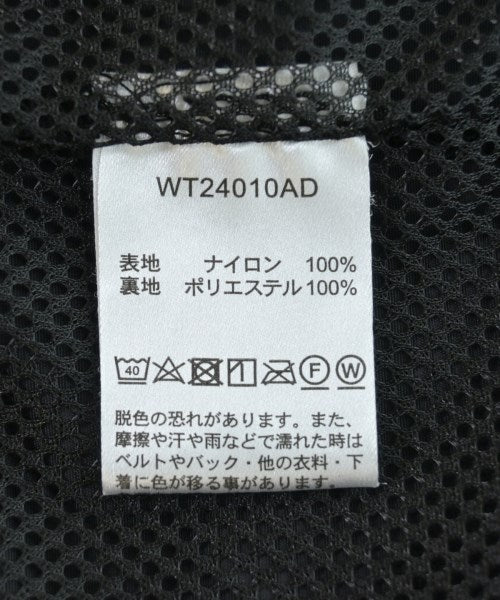 WT24010AD
表地 ナイロン 100%
裏地 ポリエステル 100%
40 F W
脱色の恐れがあります。また、
摩擦や汗や雨などで濡れた時は
ベルトやバック・他の衣料・下
着に色が移る事があります。